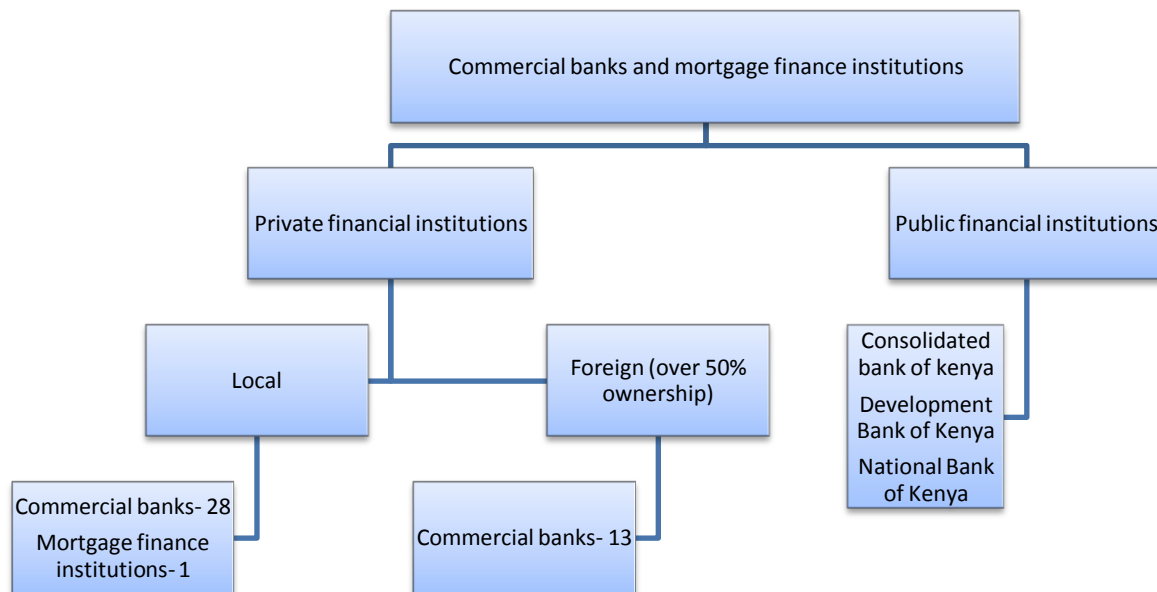 Commercial banks and mortgage finance institutions
Private financial institutions
Public financial institutions
Local
Foreign (over 50%
ownership)
Consolidated
bank of kenya
Development
Bank of Kenya
National Bank
of Kenya
Commercial banks- 28
Mortgage finance
institutions- 1
Commercial banks- 13